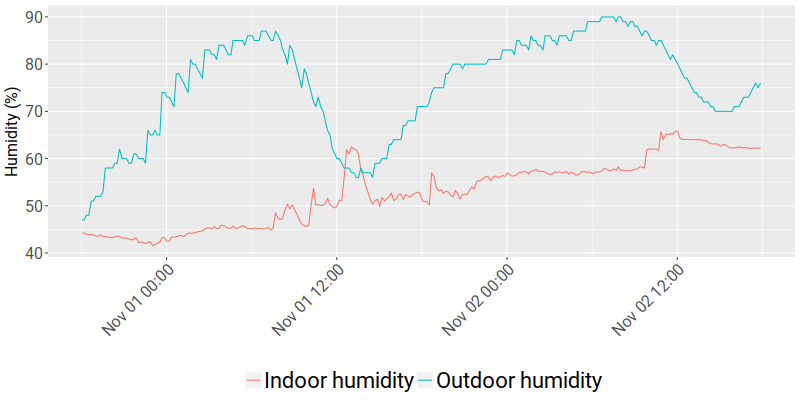 Humidity (%)
90
80
70
60
50
40
Nov 01 00:00
Nov 01 12:00
Nov 02 00:00
Nov 02 12:00
Indoor humidity Outdoor humidity